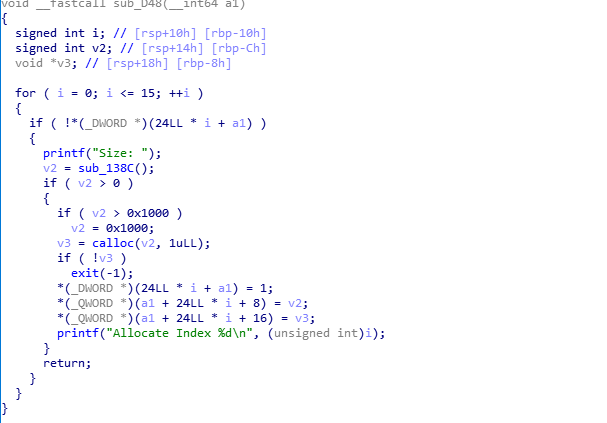 void __fastcall sub_D48(__int64 a1)
{
signed int i; // [rsp+10h] [rbp-10h]
signed int v2; // [rsp+14h] [rbp-Ch]
void *v3; // [rsp+18h] [rbp-8h]
for ( i = 0; i <= 15; ++i )
{
if ( !*(_DWORD *)(24LL * i + a1) )
{
printf("Size: ");
v2 = sub_138C();
if ( v2 > 0 )
{
if ( v2 > 0x1000 )
v2 = 0x1000;
v3 = calloc(v2, 1uLL);
if ( !v3 )
exit(-1);
*(_DWORD *)(24LL * i + a1) = 1;
*(_QWORD *)(a1 + 24LL * i + 8) = v2;
*(_QWORD *)(a1 + 24LL * i + 16) = v3;
printf("Allocate Index %d\n", (unsigned int)i);
}
return;
}
}
}